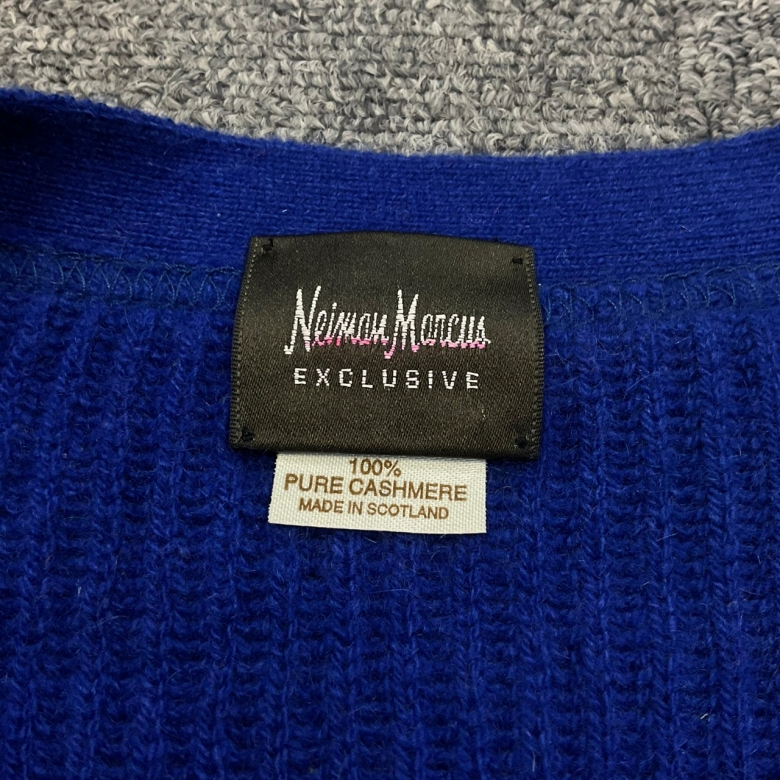 Neiman Marcus
EXCLUSIVE
100%
PURE CASHMERE
MADE IN SCOTLAND